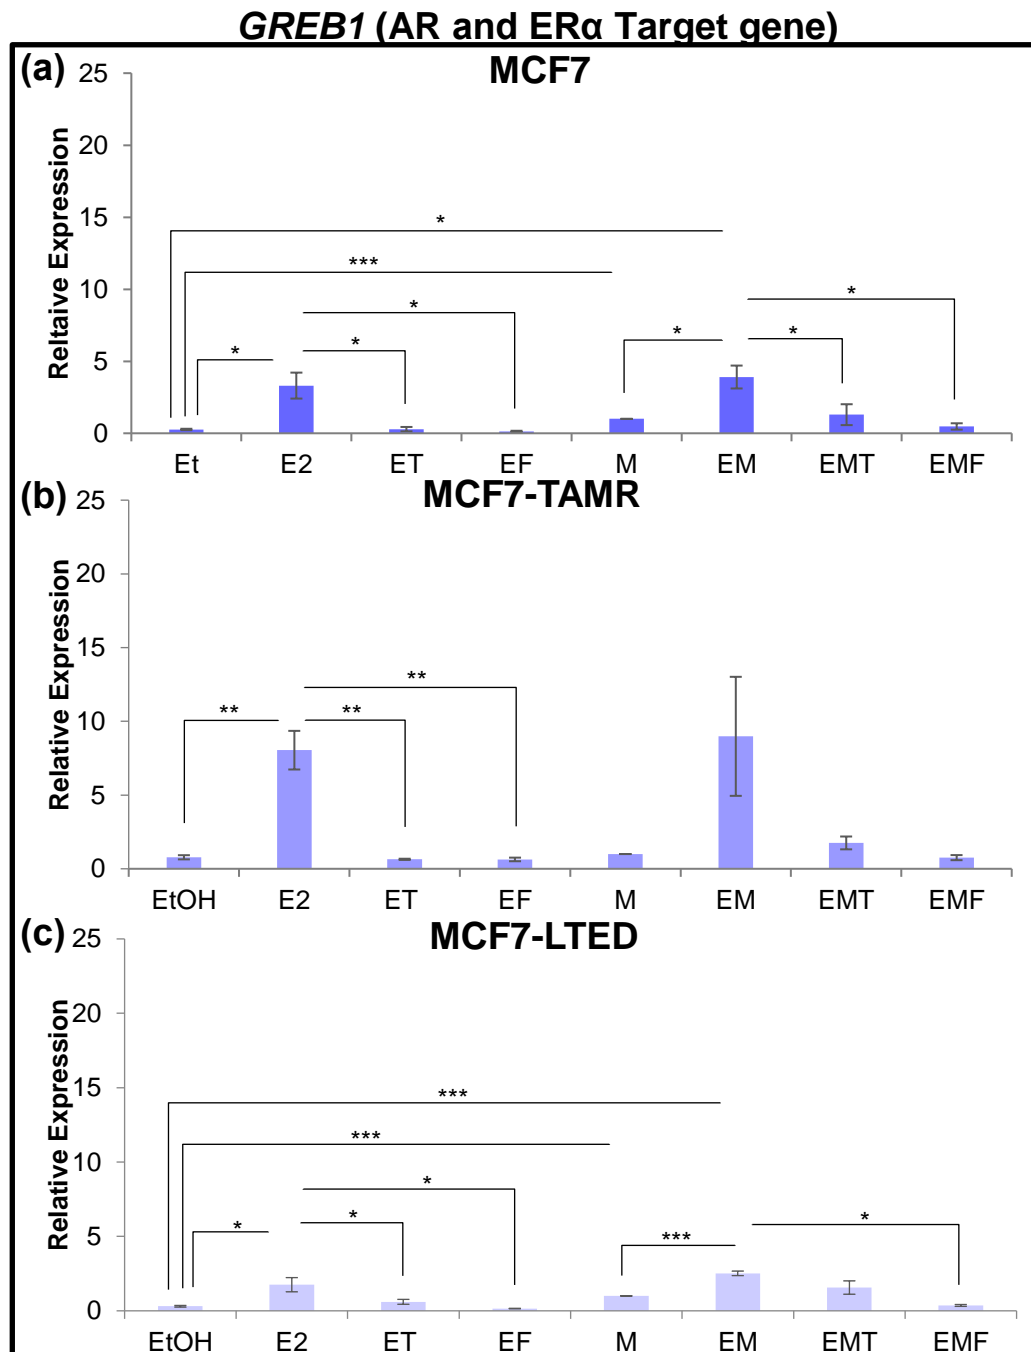 GREB1 (AR and ERα Target gene)
(a)
MCF7
Reltaive Expression
25
20
15
10
5
0
*
***
*
*
*
*
*
*
Et E2 ET EF M EM EMT EMF
(b)
MCF7-TAMR
Relative Expression
25
20
15
10
5
0
**
**
**
EtOH E2 ET EF M EM EMT EMF
(c)
MCF7-LTED
Relative Expression
25
20
15
10
5
0
***
***
*
*
*
*
***
EtOH E2 ET EF M EM EMT EMF